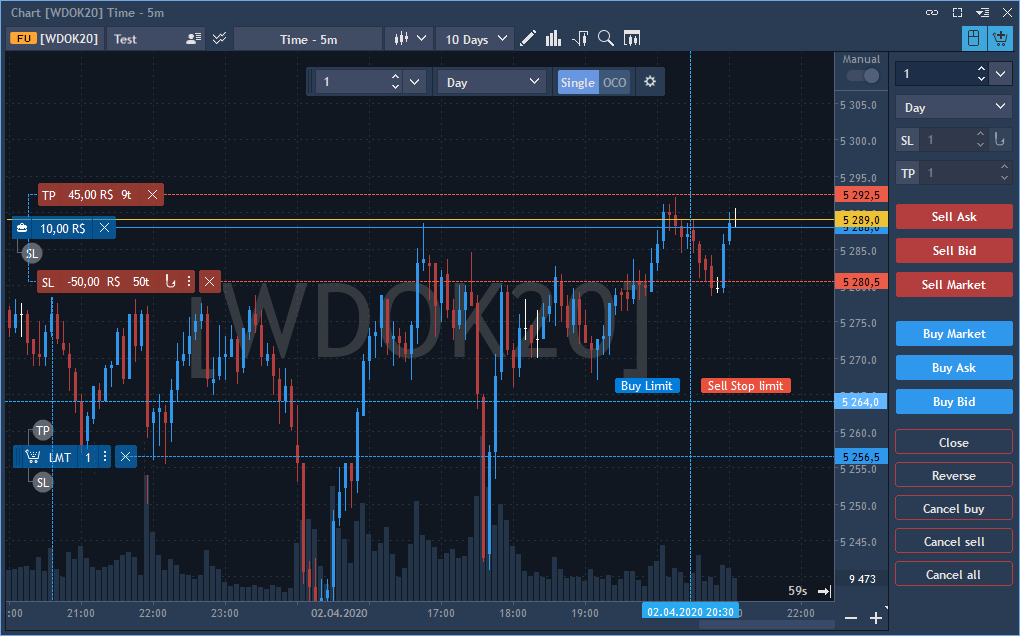 Chart [WDOK20] Time - 5m
FU [WDOK20] Test Time - 5m 10 Days
1 Day Single OCO
Manual
5 305,0
5 300,0
5 295,0
5 292,5
5 289,0
5 288,0
5 285,0
5 280,5
5 275,0
5 270,0
5 264,0
5 260,0
5 256,5
5 255,0
5 250,0
5 245,0
9 473
[WDOK20]
TP 45,00 R$ 9t
10,00 R$
SL
SL -50,00 R$ 50t
Buy Limit
Sell Stop limit
TP
LMT 1
SL
59s
:00 21:00 22:00 23:00 02.04.2020 17:00 18:00 19:00 02.04.2020 20:30 22:00
1
Day
SL 1
TP 1
Sell Ask
Sell Bid
Sell Market
Buy Market
Buy Ask
Buy Bid
Close
Reverse
Cancel buy
Cancel sell
Cancel all